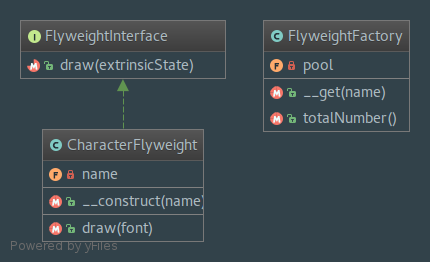 FlyweightInterface
draw(extrinsicState)
CharacterFlyweight
name
__construct(name)
draw(font)
FlyweightFactory
pool
__get(name)
totalNumber()
Powered by yFiles